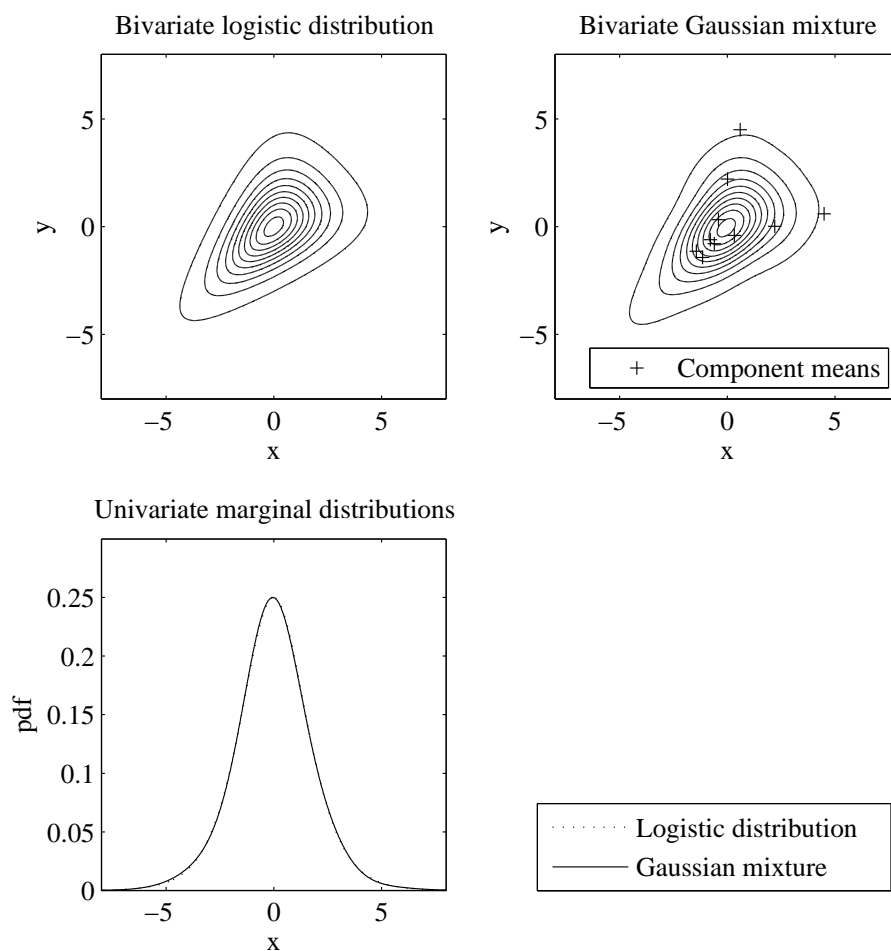 Bivariate logistic distribution
5
0
−5
y
−5 0 5
x
Bivariate Gaussian mixture
5
0
−5
y
+ Component means
−5 0 5
x
Univariate marginal distributions
0.25
0.2
0.15
0.1
0.05
0
pdf
−5 0 5
x
Logistic distribution
Gaussian mixture